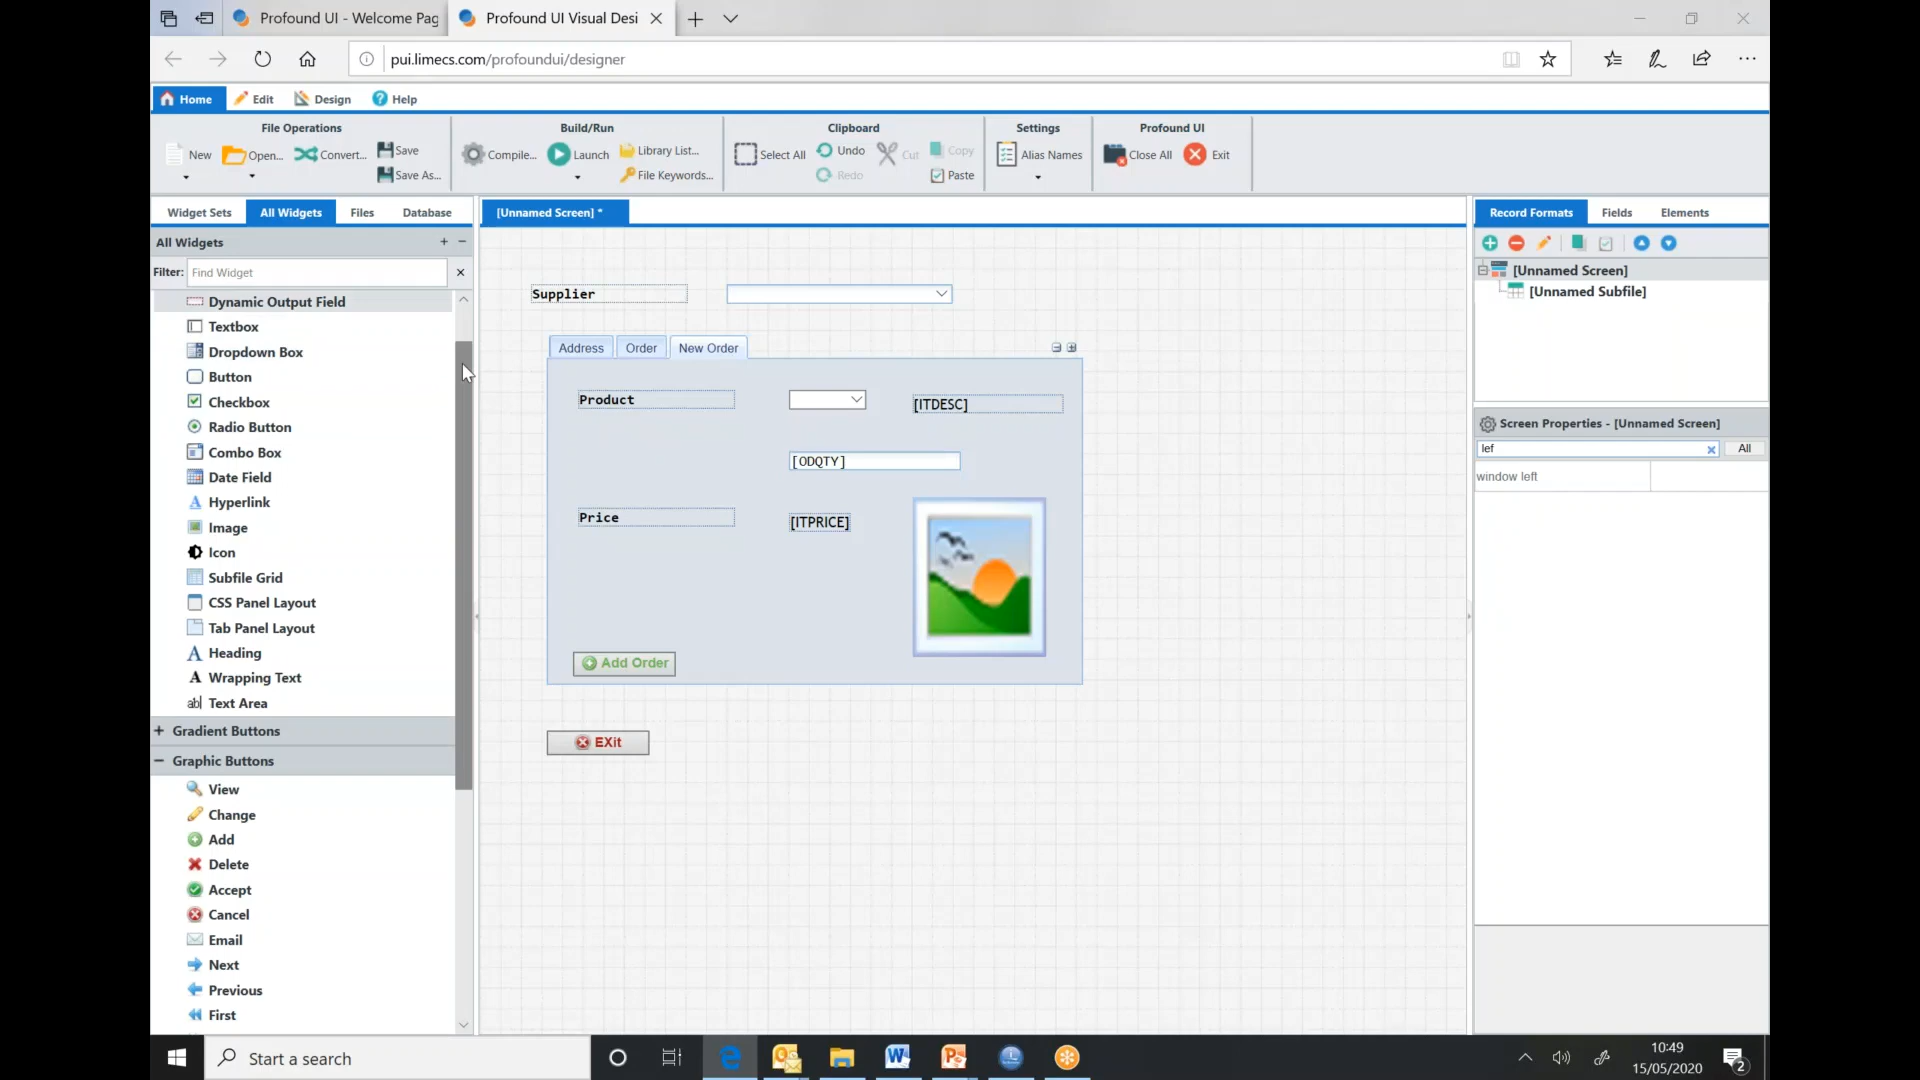 Profound UI - Welcome Pag
Profound UI Visual Desi
pui.limecs.com/profoundui/designer
Home
Edit
Design
Help
File Operations
New
Open...
Convert...
Save
Save As...
Build/Run
Compile...
Launch
Library List...
File Keywords...
Clipboard
Select All
Undo
Redo
Cut
Copy
Paste
Settings
Alias Names
Profound UI
Close All
Exit
Widget Sets
All Widgets
Files
Database
All Widgets
Filter:
Find Widget
Dynamic Output Field
Textbox
Dropdown Box
Button
Checkbox
Radio Button
Combo Box
Date Field
Hyperlink
Image
Icon
Subfile Grid
CSS Panel Layout
Tab Panel Layout
Heading
Wrapping Text
Text Area
Gradient Buttons
Graphic Buttons
View
Change
Add
Delete
Accept
Cancel
Email
Next
Previous
First
[Unnamed Screen] *
Supplier
Address
Order
New Order
Product
[ITDESC]
[ODQTY]
Price
[ITPRICE]
Add Order
EXit
Record Formats
Fields
Elements
[Unnamed Screen]
[Unnamed Subfile]
Screen Properties - [Unnamed Screen]
lef
All
window left
Start a search
10:49
15/05/2020
2